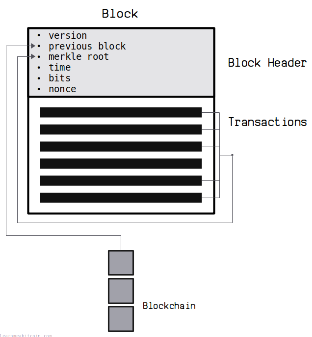 Block
• version
• previous block
• merkle root
• time
• bits
• nonce
Block Header
Transactions
Blockchain